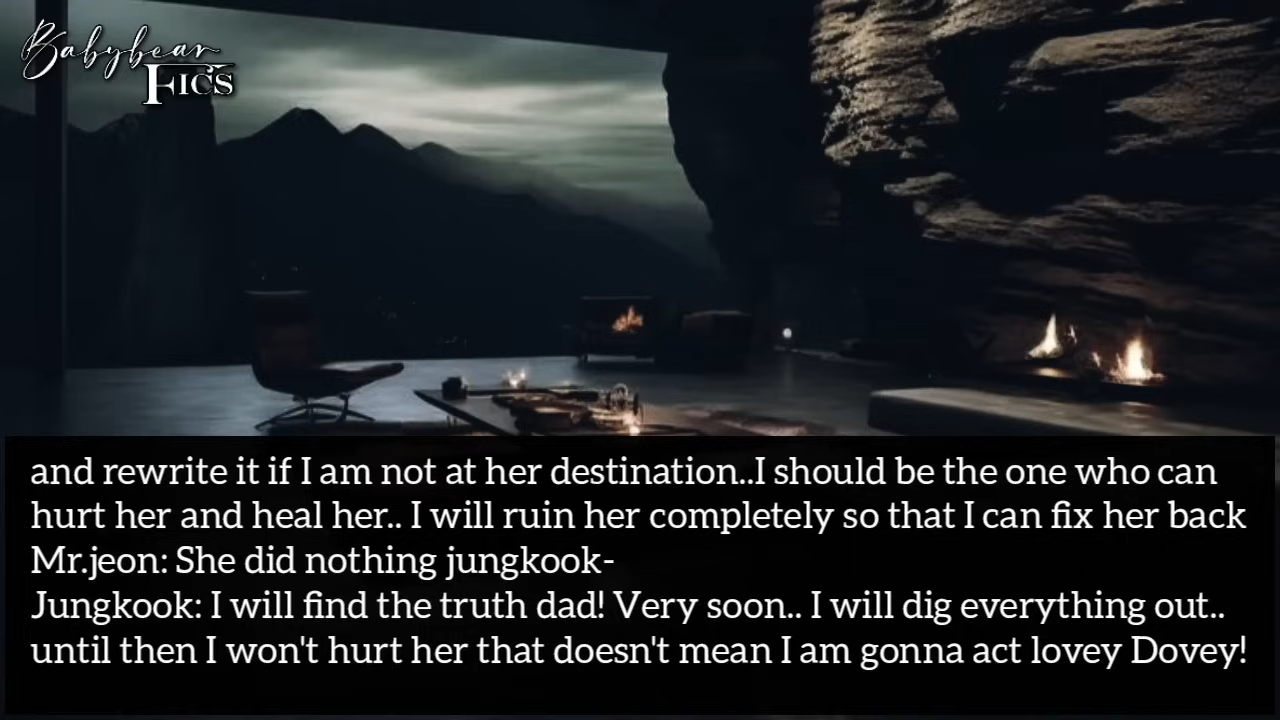 Babybear
FICS
and rewrite it if I am not at her destination..I should be the one who can
hurt her and heal her.. I will ruin her completely so that I can fix her back
Mr.jeon: She did nothing jungkook-
Jungkook: I will find the truth dad! Very soon.. I will dig everything out..
until then I won't hurt her that doesn't mean I am gonna act lovey Dovey!